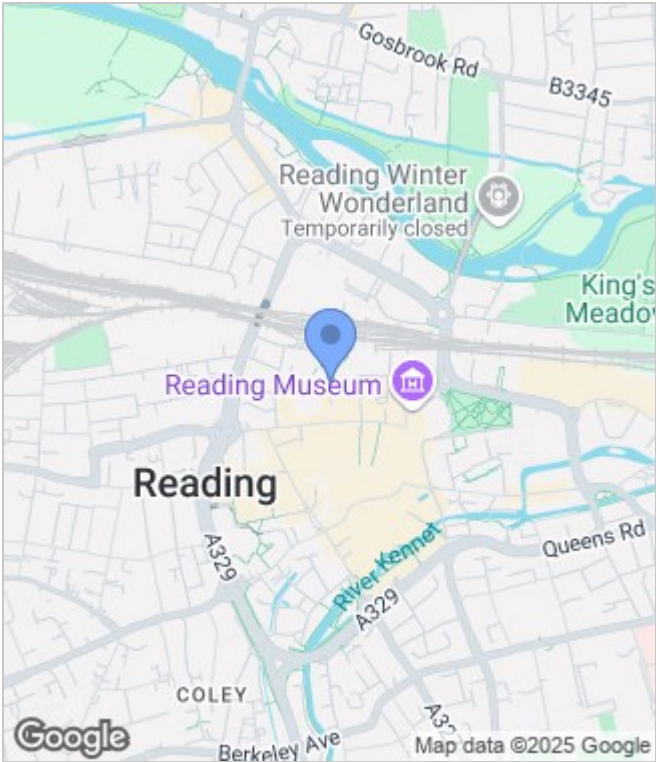 Gosbrook Rd
B3345
Reading Winter
Wonderland
Temporarily closed
King's
Reading Museum
Reading
A329
River Kennet
Queens Rd
A329
COLEY
Berkeley Ave
Google
Map data ©2025 Google